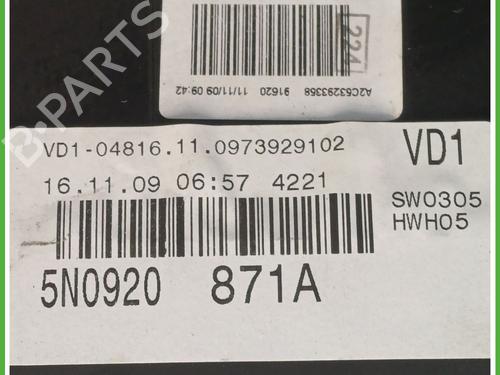 224
A2C53293358 91620 11/11/09 09:42
B-PARTS
VD1-04816.11.0973929102
VD1
16.11.09 06:57 4221
SW0305
HWH05
5N0920 871A